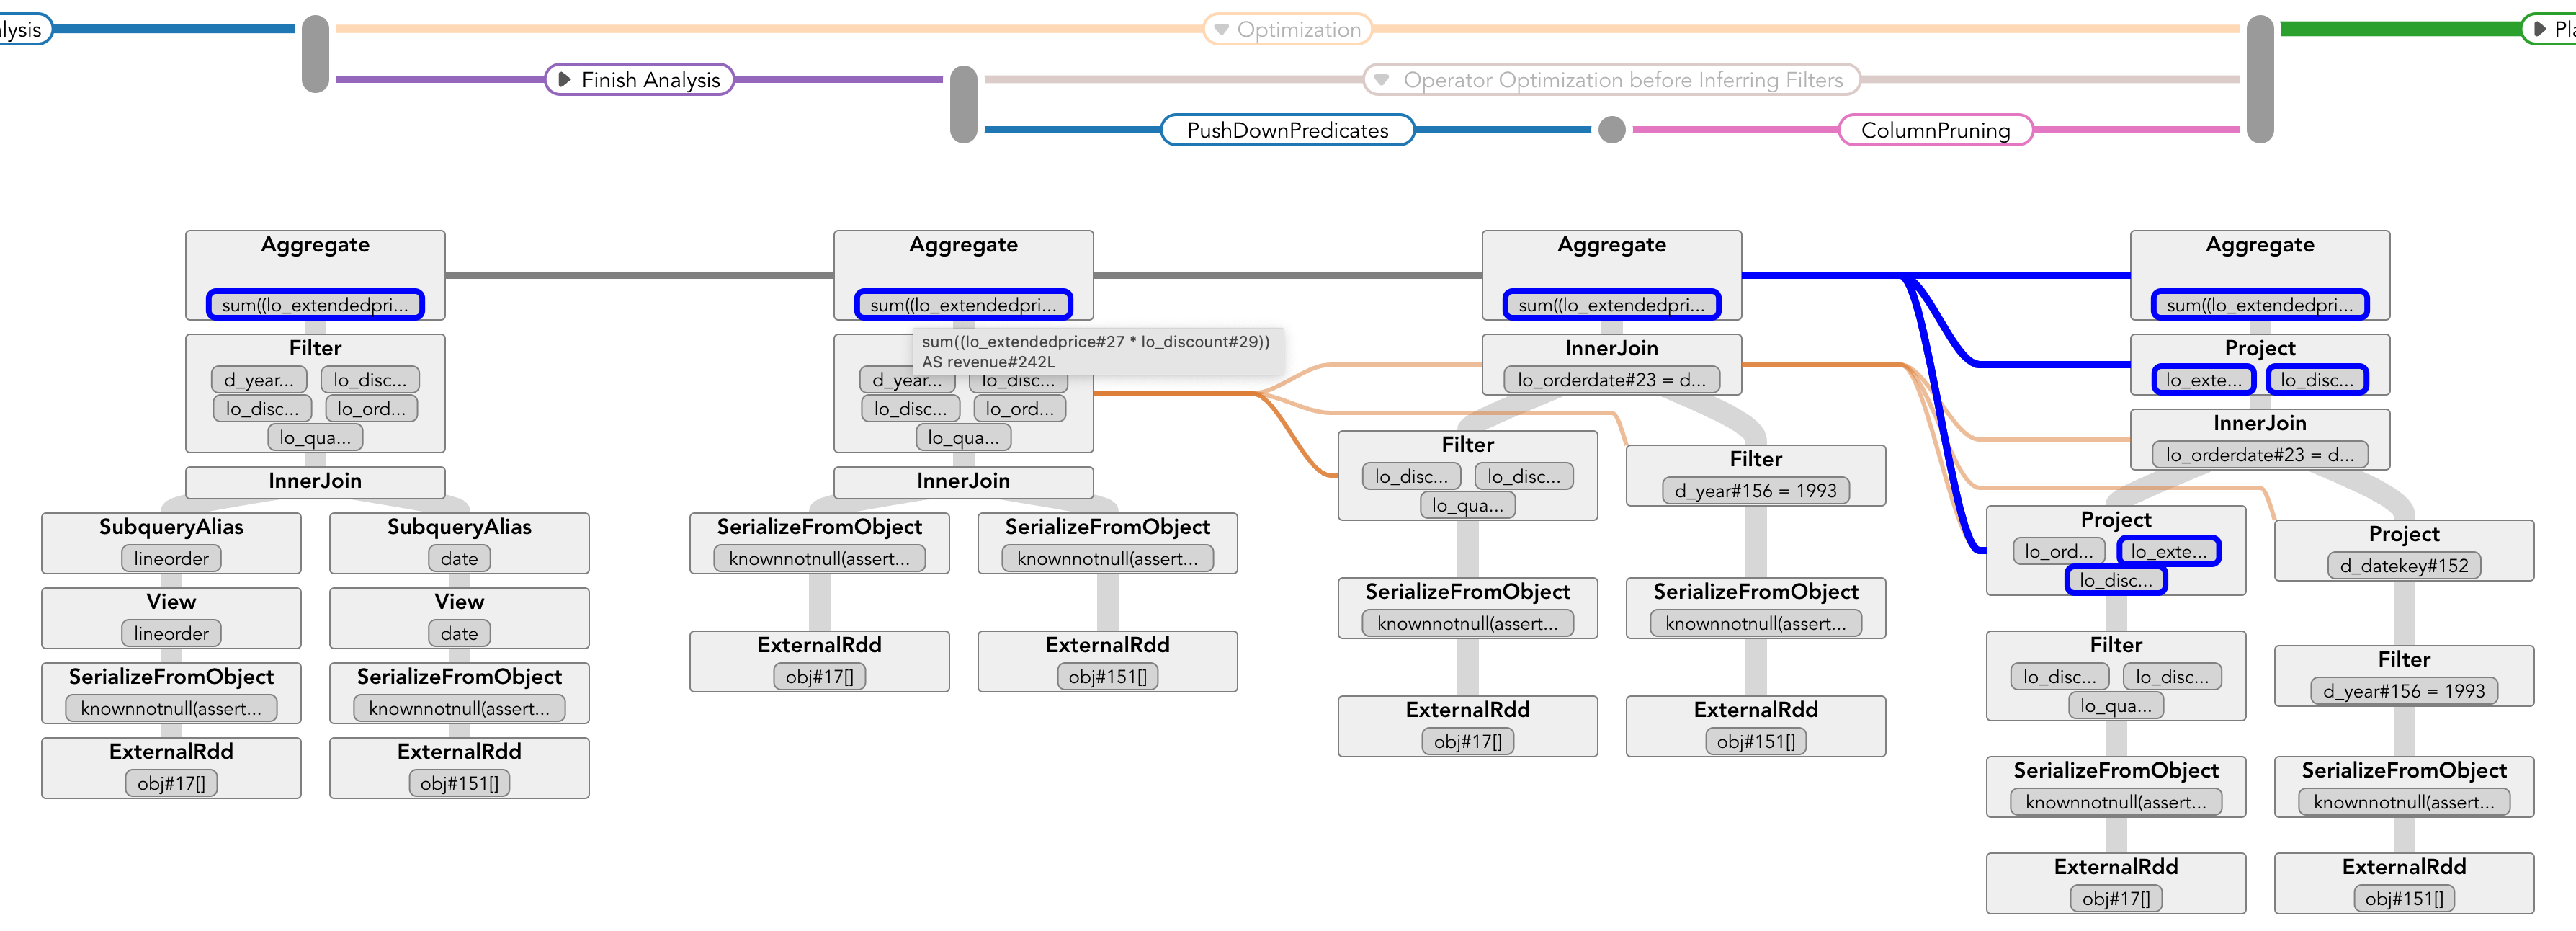 lysis
Optimization
Pla
Finish Analysis
Operator Optimization before Inferring Filters
PushDownPredicates
ColumnPruning
Aggregate
sum((lo_extendedpri...
Filter
d_year... lo_disc...
lo_disc... lo_ord...
lo_qua...
InnerJoin
SubqueryAlias
lineorder
View
lineorder
SerializeFromObject
knownnotnull(assert...
ExternalRdd
obj#17[]
SubqueryAlias
date
View
date
SerializeFromObject
knownnotnull(assert...
ExternalRdd
obj#151[]
Aggregate
sum((lo_extendedpri...
sum((lo_extendedprice#27 * lo_discount#29))
AS revenue#242L
d_year... lo_disc...
lo_disc... lo_ord...
lo_qua...
InnerJoin
SerializeFromObject
knownnotnull(assert...
ExternalRdd
obj#17[]
SerializeFromObject
knownnotnull(assert...
ExternalRdd
obj#151[]
Aggregate
sum((lo_extendedpri...
InnerJoin
lo_orderdate#23 = d...
Filter
lo_disc... lo_disc...
lo_qua...
SerializeFromObject
knownnotnull(assert...
ExternalRdd
obj#17[]
Filter
d_year#156 = 1993
SerializeFromObject
knownnotnull(assert...
ExternalRdd
obj#151[]
Aggregate
sum((lo_extendedpri...
Project
lo_exte... lo_disc...
InnerJoin
lo_orderdate#23 = d...
Project
lo_ord... lo_exte...
lo_disc...
Filter
lo_disc... lo_disc...
lo_qua...
SerializeFromObject
knownnotnull(assert...
ExternalRdd
obj#17[]
Project
d_datekey#152
Filter
d_year#156 = 1993
SerializeFromObject
knownnotnull(assert...
ExternalRdd
obj#151[]